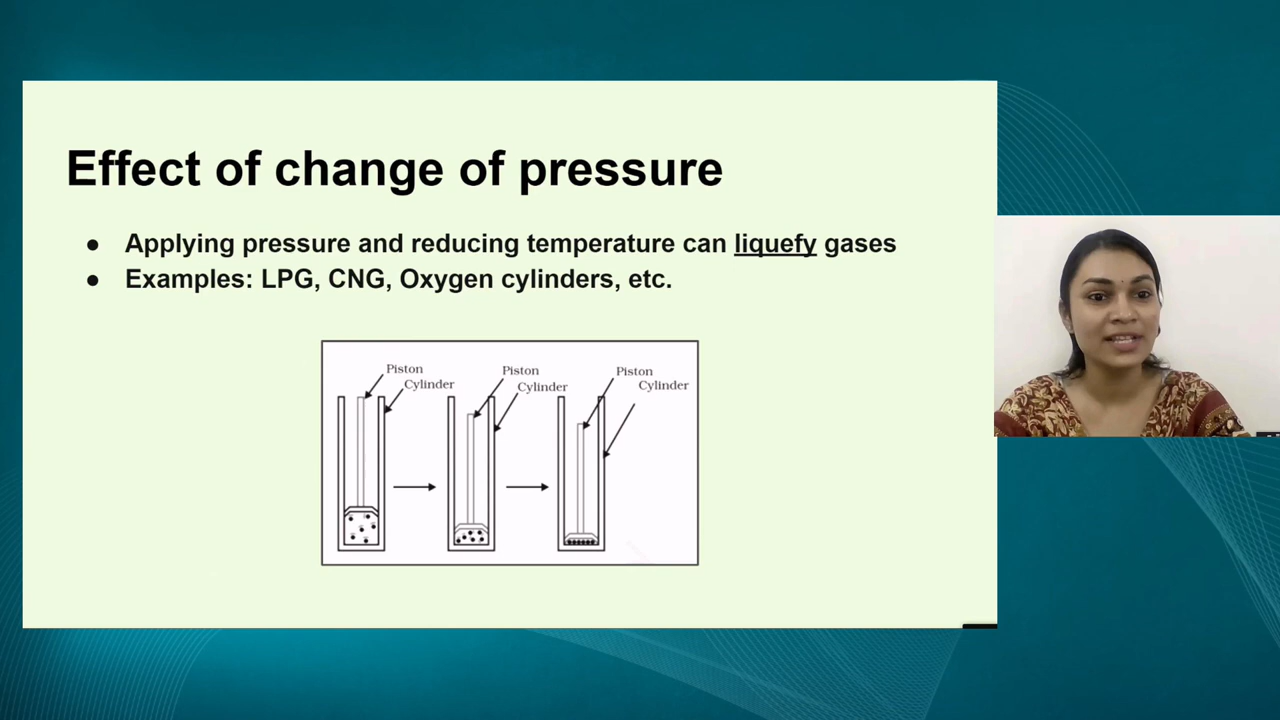 Effect of change of pressure
● Applying pressure and reducing temperature can liquefy gases
● Examples: LPG, CNG, Oxygen cylinders, etc.
Piston
Cylinder
Piston
Cylinder
Piston
Cylinder